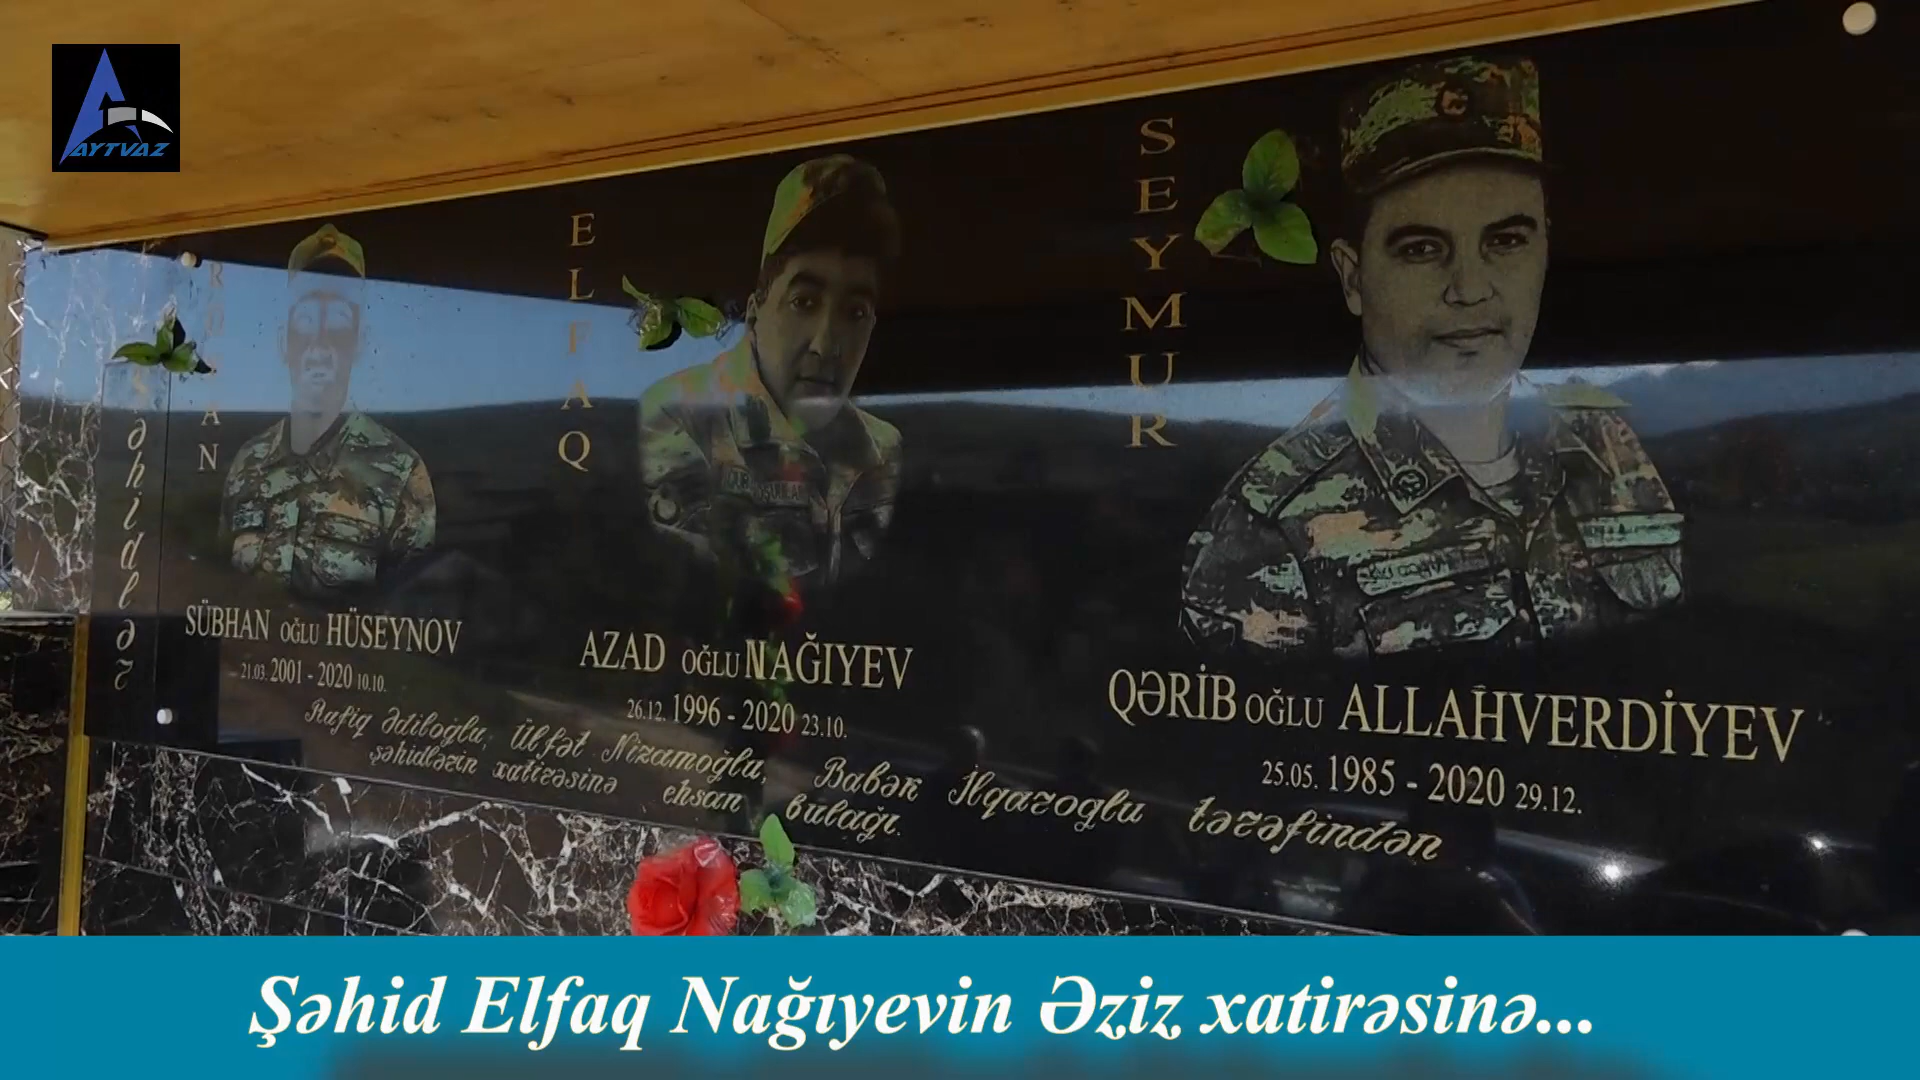 AYTVAZ
Şəhidlər
ELFAQ
SEYMUR
SÜBHAN OĞLU HÜSEYNOV
21.03. 2001 - 2020 10.10.
AZAD OĞLU NAĞIYEV
26.12. 1996 - 2020 23.10.
QƏRİB OĞLU ALLAHVERDİYEV
25.05. 1985 - 2020 29.12.
Rafiq Ədiloğlu, Ülfət Nizamoğlu, Babək İlqaroglu tərəfindən
şəhidlərin xatirəsinə ehsan bulağı.
Şəhid Elfaq Nağıyevin Əziz xatirəsinə...